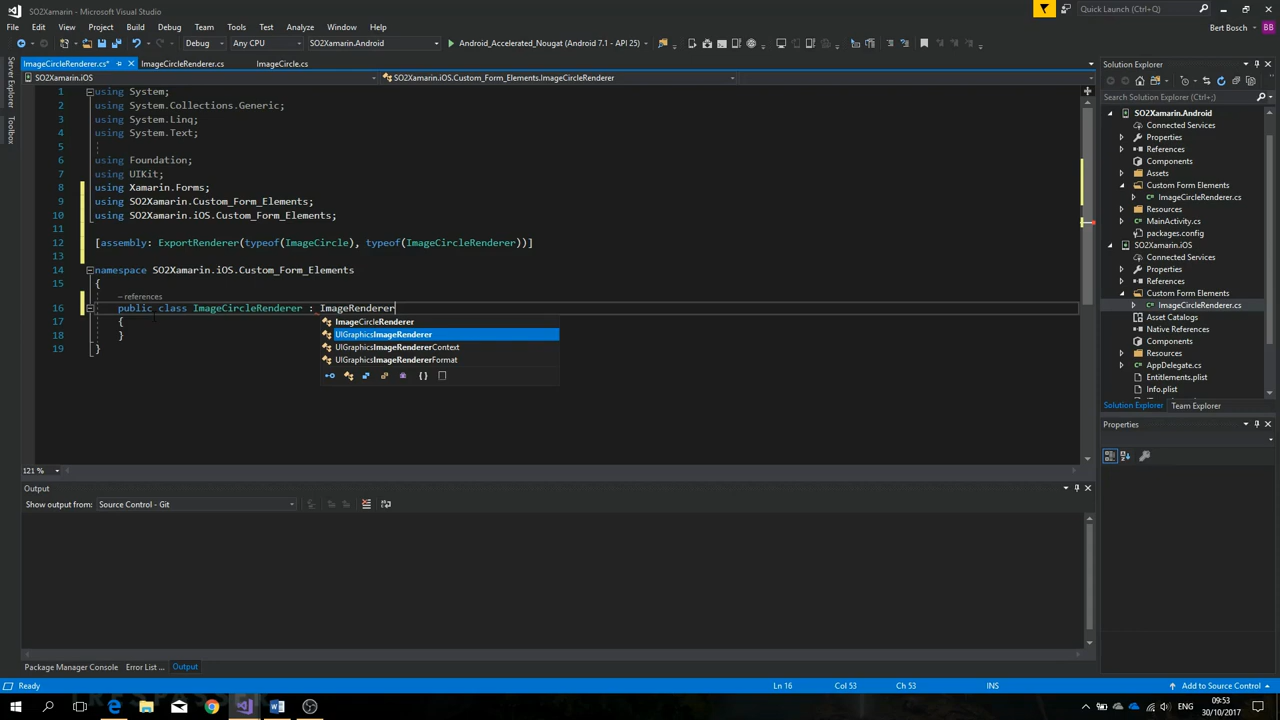 SO2Xamarin - Microsoft Visual Studio
Quick Launch (Ctrl+Q)
File Edit View Project Build Debug Team Tools Test Analyze Window Help
Bert Bosch
Debug Any CPU SO2Xamarin.Android Android_Accelerated_Nougat (Android 7.1 - API 25)
ImageCircleRenderer.cs* ImageCircleRenderer.cs ImageCircle.cs
SO2Xamarin.iOS SO2Xamarin.iOS.Custom_Form_Elements.ImageCircleRenderer
Server Explorer
Toolbox
1 using System;
2 using System.Collections.Generic;
3 using System.Linq;
4 using System.Text;
5
6 using Foundation;
7 using UIKit;
8 using Xamarin.Forms;
9 using SO2Xamarin.Custom_Form_Elements;
10 using SO2Xamarin.iOS.Custom_Form_Elements;
11
12 [assembly: ExportRenderer(typeof(ImageCircle), typeof(ImageCircleRenderer))]
13
14 namespace SO2Xamarin.iOS.Custom_Form_Elements
15 {
– references
16 public class ImageCircleRenderer : ImageRenderer
17 {
18 }
19 }
ImageCircleRenderer
UIGraphicsImageRenderer
UIGraphicsImageRendererContext
UIGraphicsImageRendererFormat
121 %
Output
Show output from: Source Control - Git
Package Manager Console Error List ... Output
Solution Explorer
Search Solution Explorer (Ctrl+;)
SO2Xamarin.Android
Connected Services
Properties
References
Components
Assets
Custom Form Elements
ImageCircleRenderer.cs
Resources
MainActivity.cs
packages.config
SO2Xamarin.iOS
Connected Services
Properties
References
Custom Form Elements
ImageCircleRenderer.cs
Asset Catalogs
Native References
Components
Resources
AppDelegate.cs
Entitlements.plist
Info.plist
Solution Explorer Team Explorer
Properties
Ready Ln 16 Col 53 Ch 53 INS Add to Source Control
ENG 09:53
30/10/2017